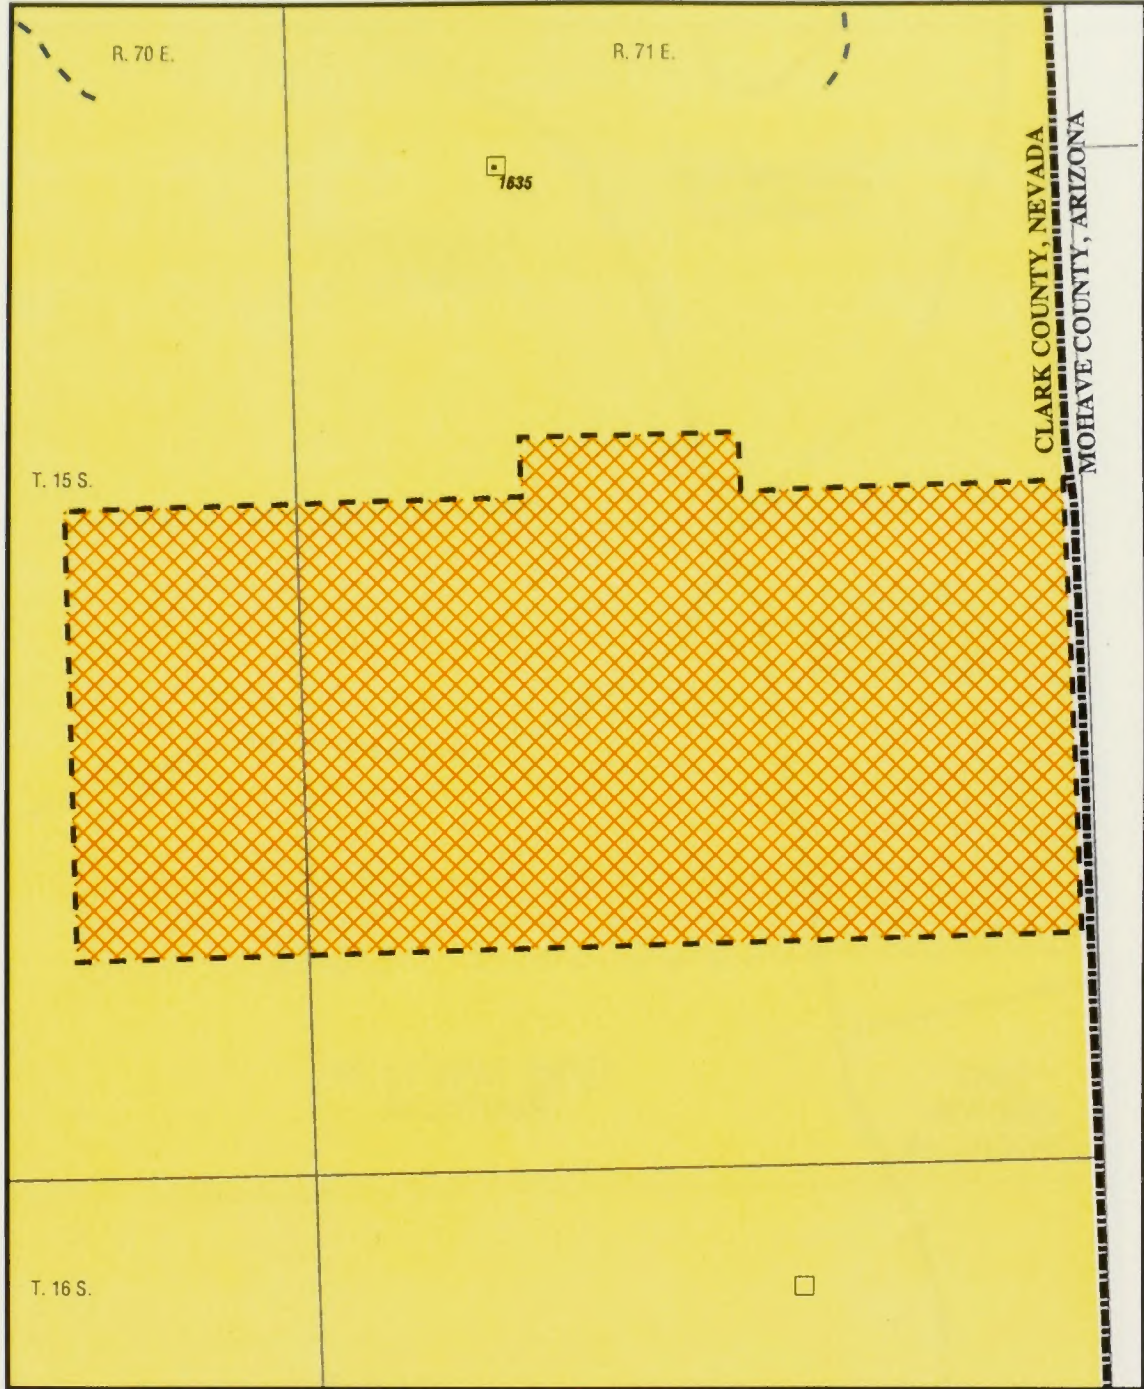 R. 70 E.
R. 71 E.
1635
CLARK COUNTY, NEVADA
MOHAVE COUNTY, ARIZONA
T. 15 S.
T. 16 S.